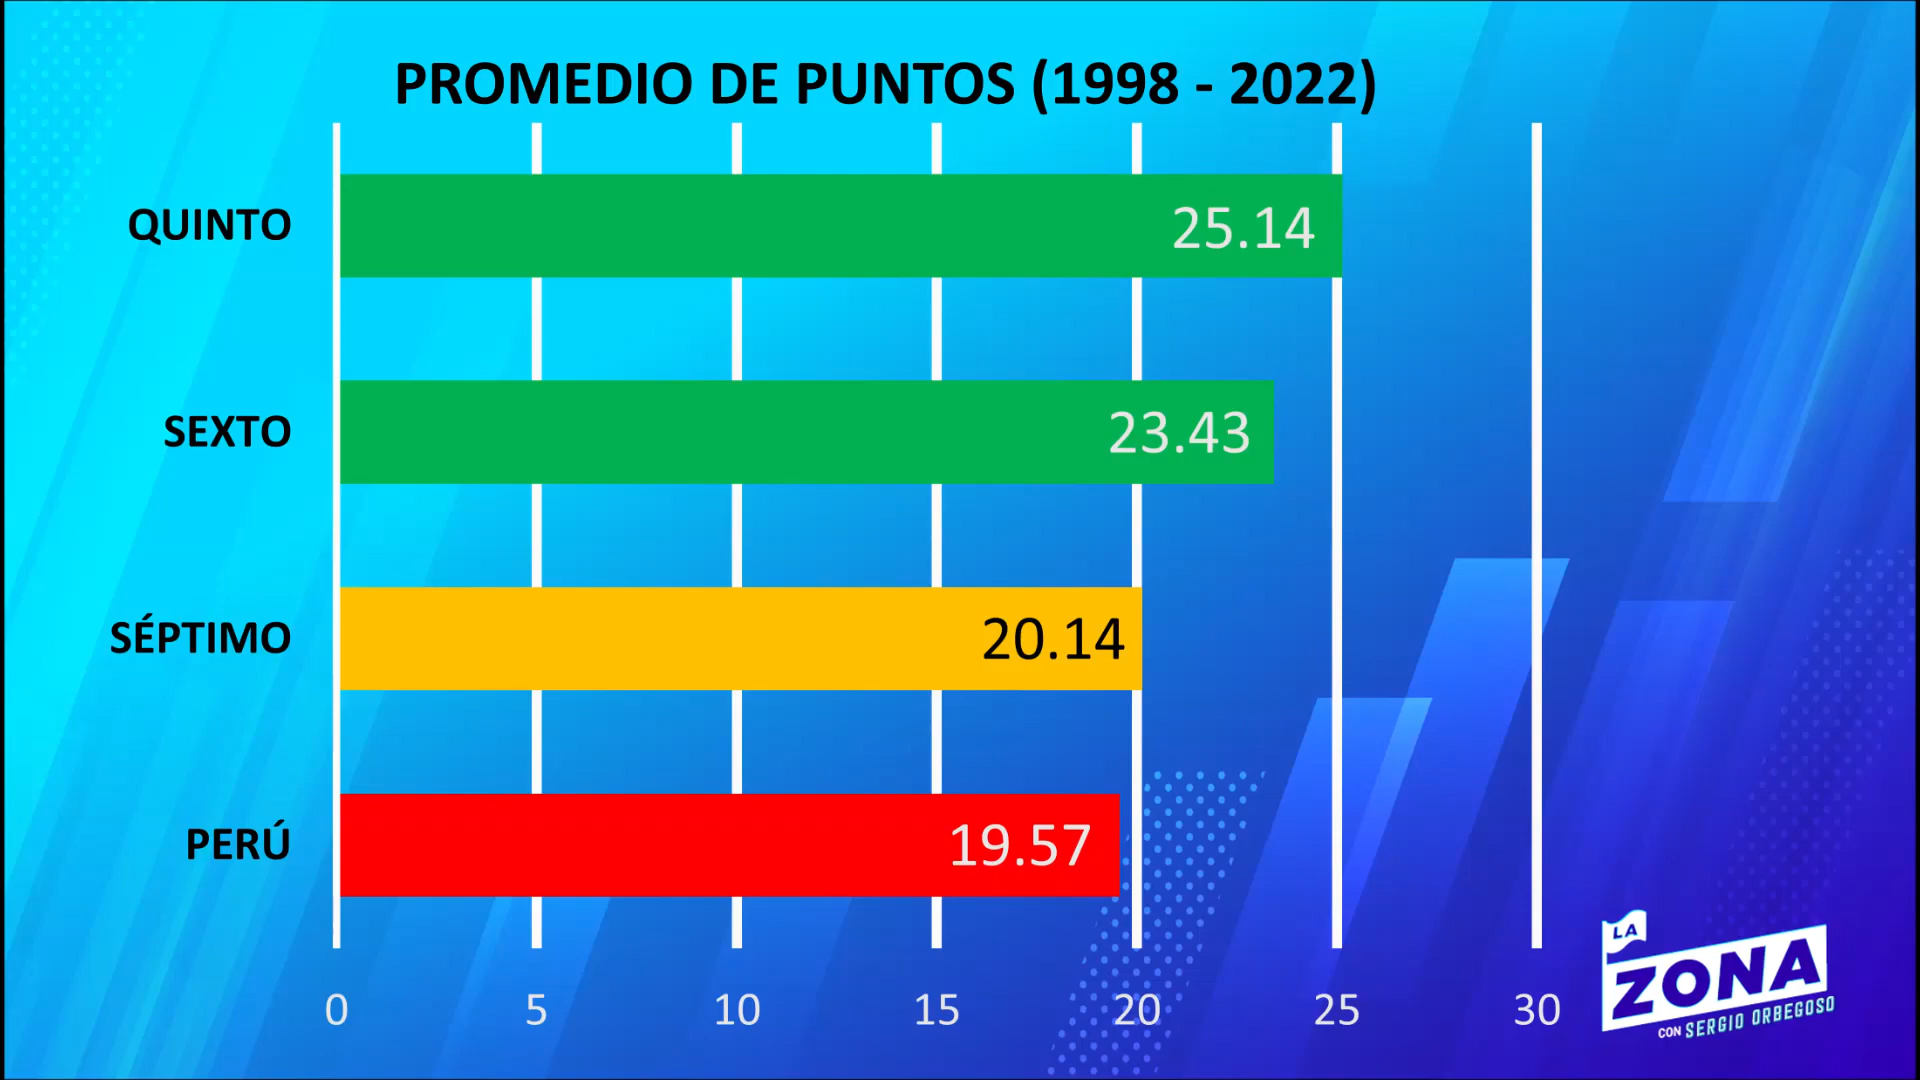 PROMEDIO DE PUNTOS (1998 - 2022)
QUINTO
25.14
SEXTO
23.43
SÉPTIMO
20.14
PERÚ
19.57
0 5 10 15 20 25 30
LA
ZONA
CON SERGIO ORBEGOSO